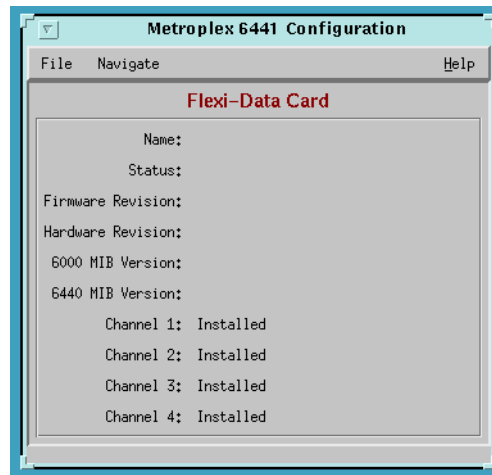 Metroplex 6441 Configuration
File Navigate Help
Flexi-Data Card
Name:
Status:
Firmware Revision:
Hardware Revision:
6000 MIB Version:
6440 MIB Version:
Channel 1: Installed
Channel 2: Installed
Channel 3: Installed
Channel 4: Installed